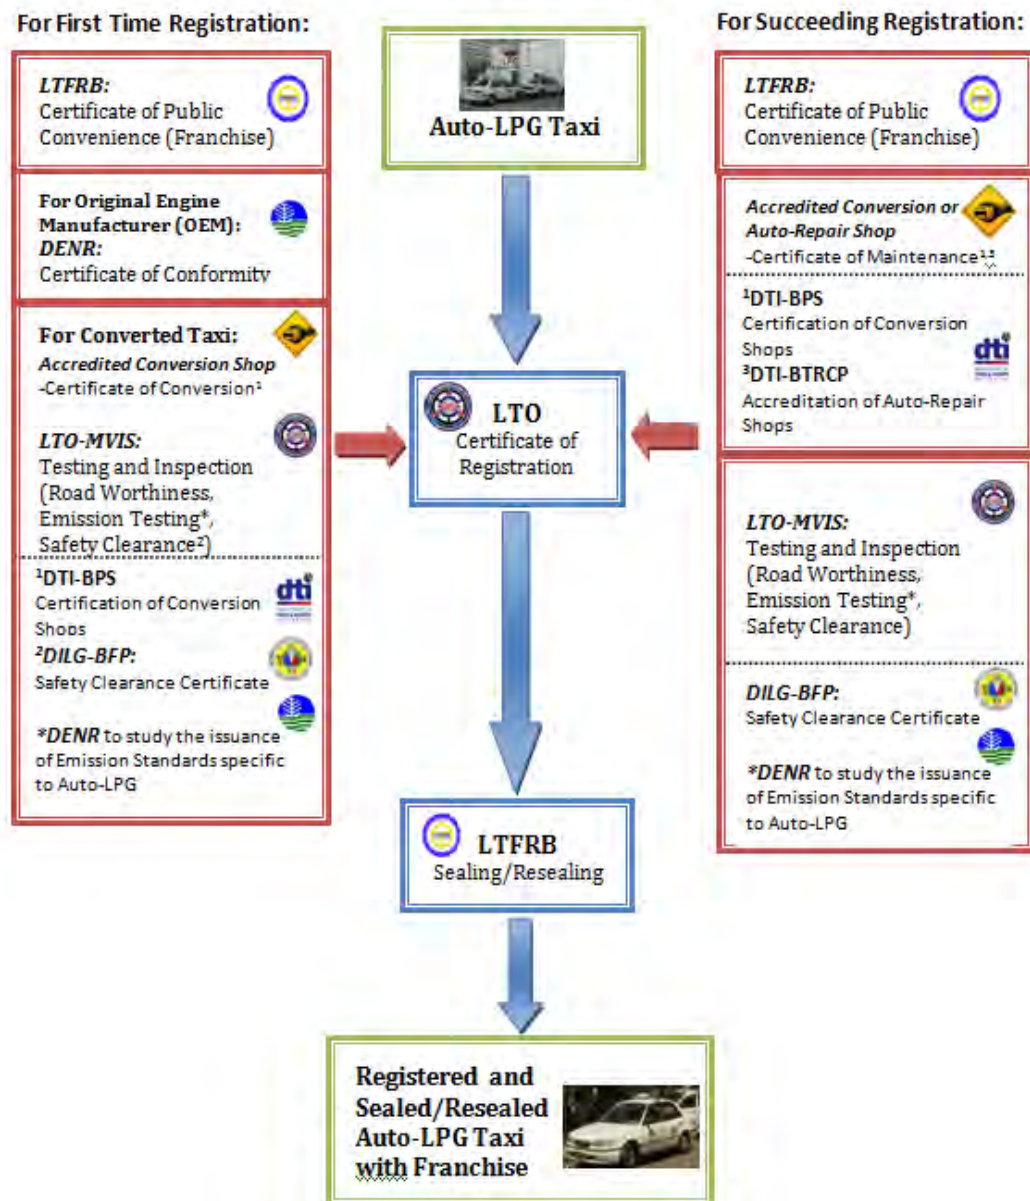 For First Time Registration:
LTFRB:
Certificate of Public
Convenience (Franchise)
For Original Engine
Manufacturer (OEM):
DENR:
Certificate of Conformity
For Converted Taxi:
Accredited Conversion Shop
-Certificate of Conversion¹
LTO-MVIS:
Testing and Inspection
(Road Worthiness,
Emission Testing*,
Safety Clearance²)
¹DTI-BPS
Certification of Conversion
Shops
dti
²DILG-BFP:
Safety Clearance Certificate
*DENR to study the issuance
of Emission Standards specific
to Auto-LPG
Auto-LPG Taxi
LTO
Certificate of
Registration
LTFRB
Sealing/Resealing
Registered and
Sealed/Resealed
Auto-LPG Taxi
with Franchise
For Succeeding Registration:
LTFRB:
Certificate of Public
Convenience (Franchise)
Accredited Conversion or
Auto-Repair Shop
-Certificate of Maintenance¹,³
¹DTI-BPS
Certification of Conversion
Shops
dti
³DTI-BTRCP
Accreditation of Auto-Repair
Shops
LTO-MVIS:
Testing and Inspection
(Road Worthiness,
Emission Testing*,
Safety Clearance)
DILG-BFP:
Safety Clearance Certificate
*DENR to study the issuance
of Emission Standards specific
to Auto-LPG